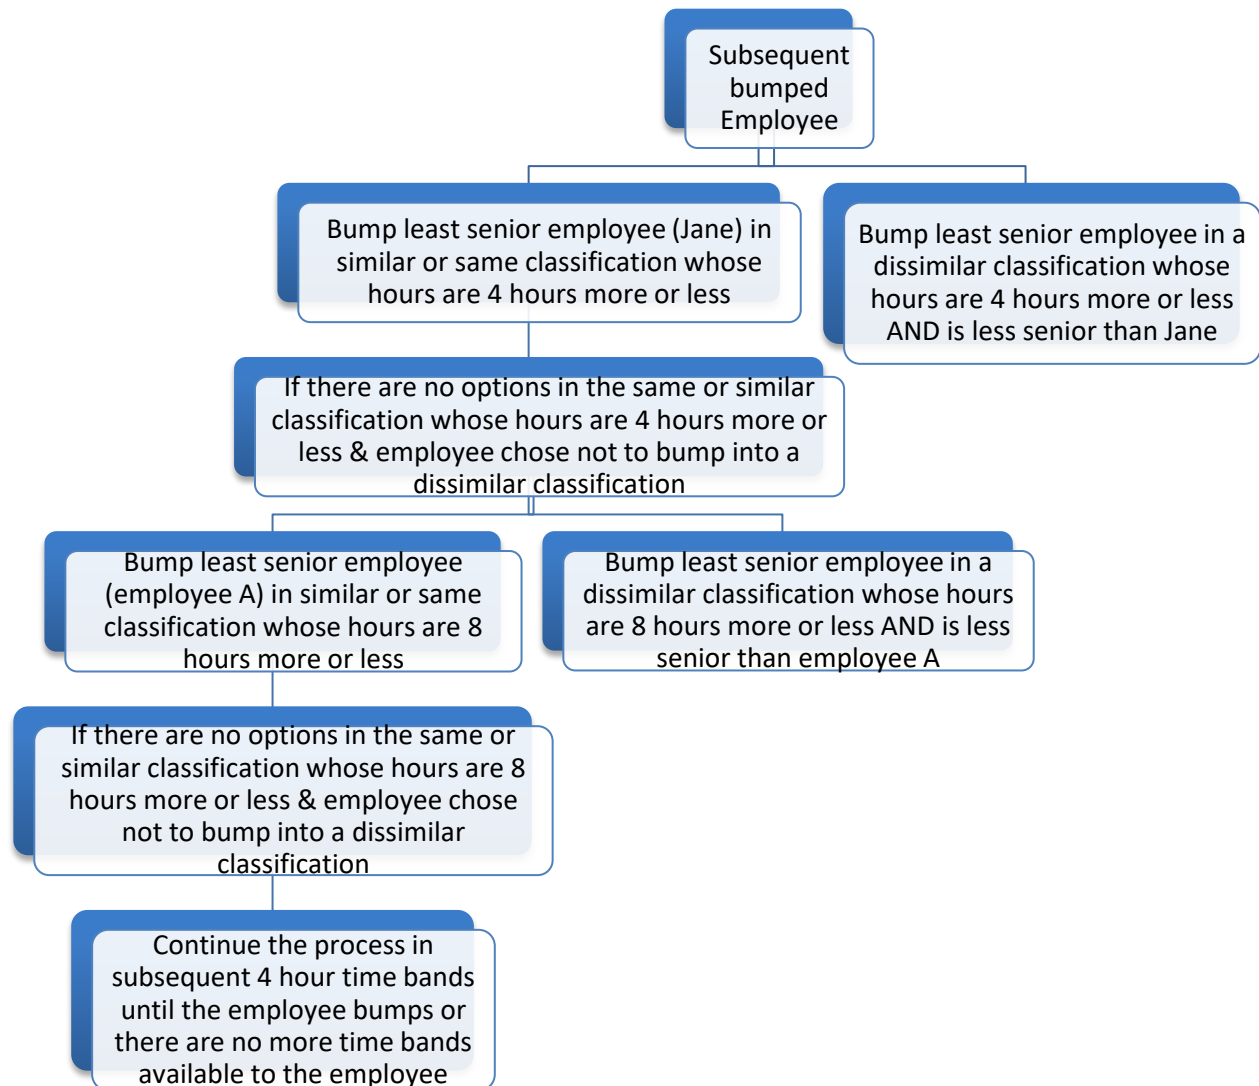 Subsequent
bumped
Employee
Bump least senior employee (Jane) in
similar or same classification whose
hours are 4 hours more or less
Bump least senior employee in a
dissimilar classification whose
hours are 4 hours more or less
AND is less senior than Jane
If there are no options in the same or similar
classification whose hours are 4 hours more or
less & employee chose not to bump into a
dissimilar classification
Bump least senior employee
(employee A) in similar or same
classification whose hours are 8
hours more or less
Bump least senior employee in a
dissimilar classification whose hours
are 8 hours more or less AND is less
senior than employee A
If there are no options in the same or
similar classification whose hours are 8
hours more or less & employee chose
not to bump into a dissimilar
classification
Continue the process in
subsequent 4 hour time bands
until the employee bumps or
there are no more time bands
available to the employee